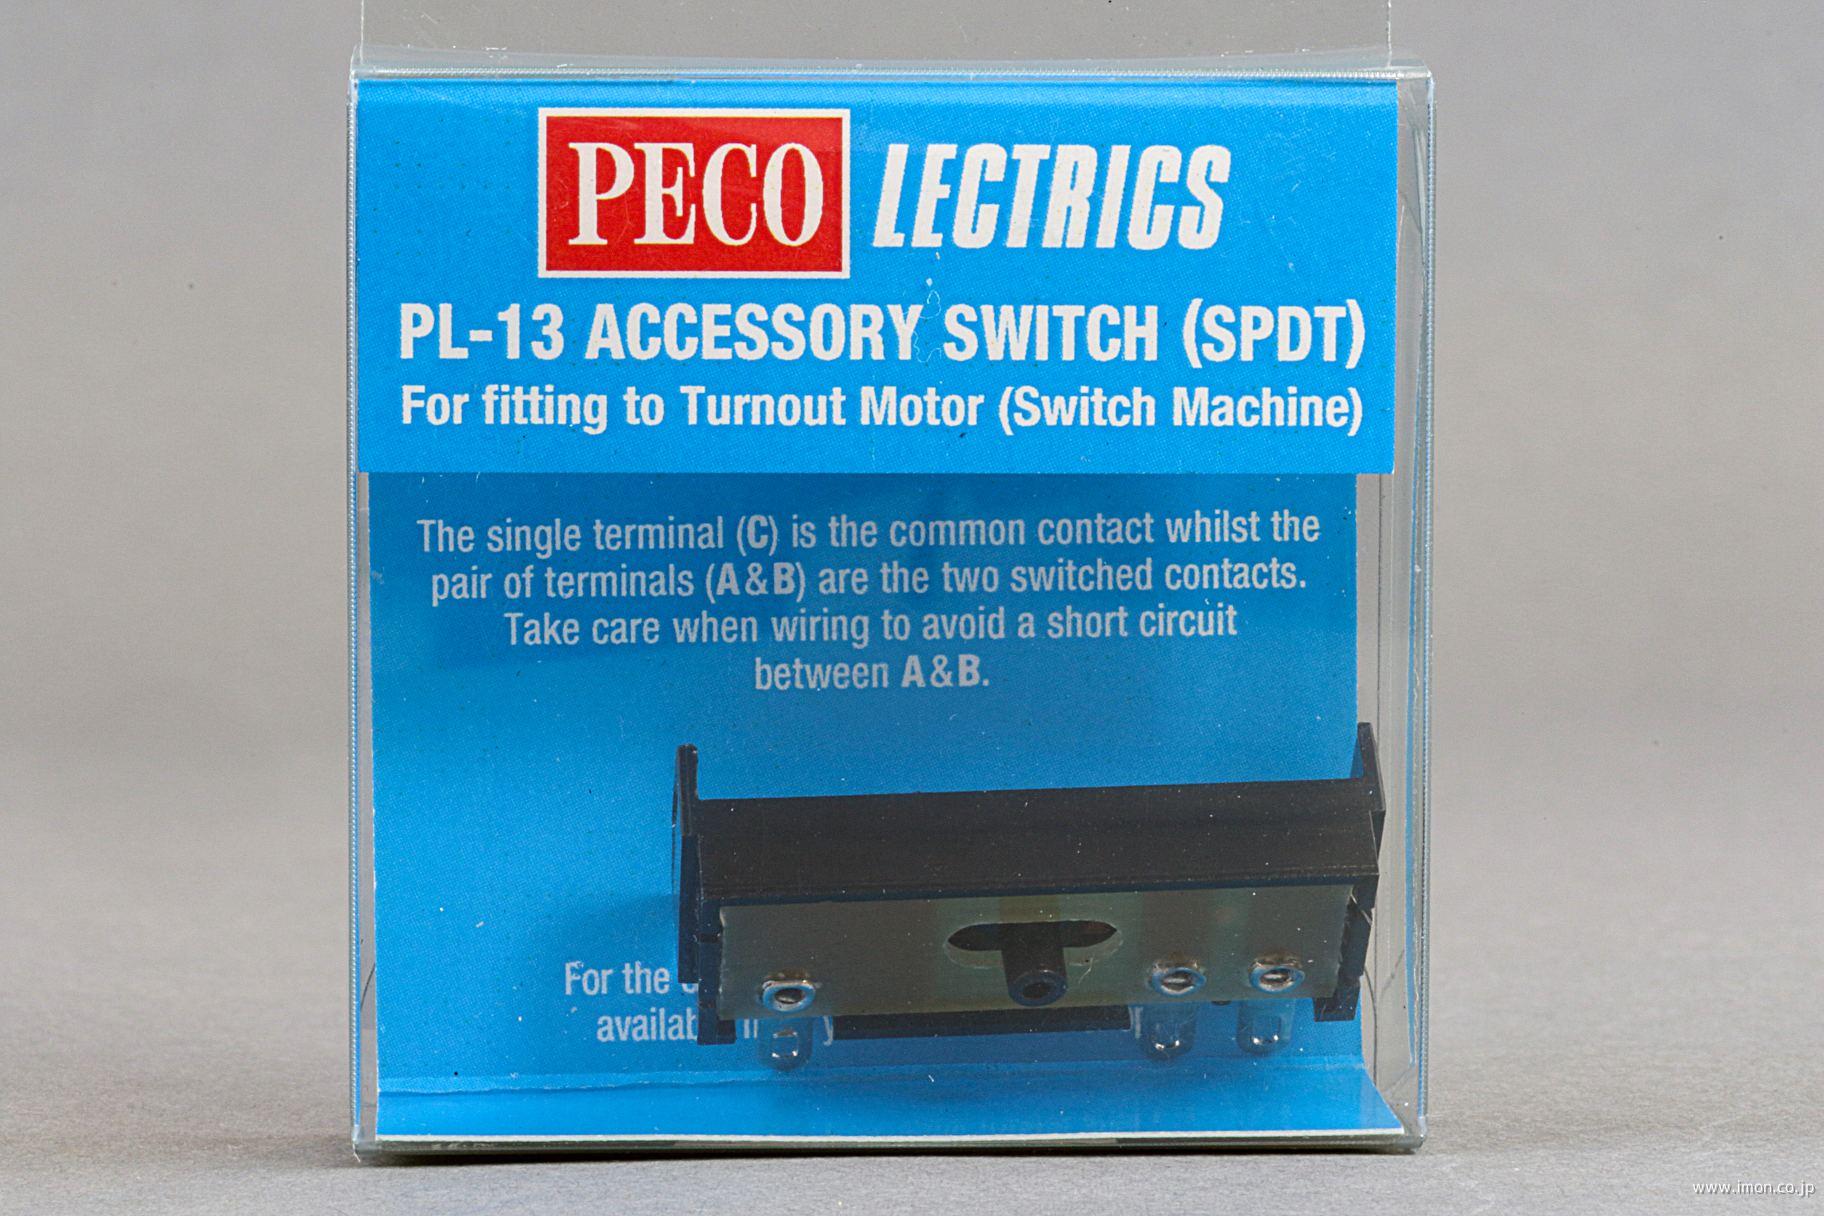 PECO LECTRICS
PL-13 ACCESSORY SWITCH (SPDT)
For fitting to Turnout Motor (Switch Machine)
The single terminal (C) is the common contact whilst the
pair of terminals (A & B) are the two switched contacts.
Take care when wiring to avoid a short circuit
between A & B.
For the
www.imon.co.jp